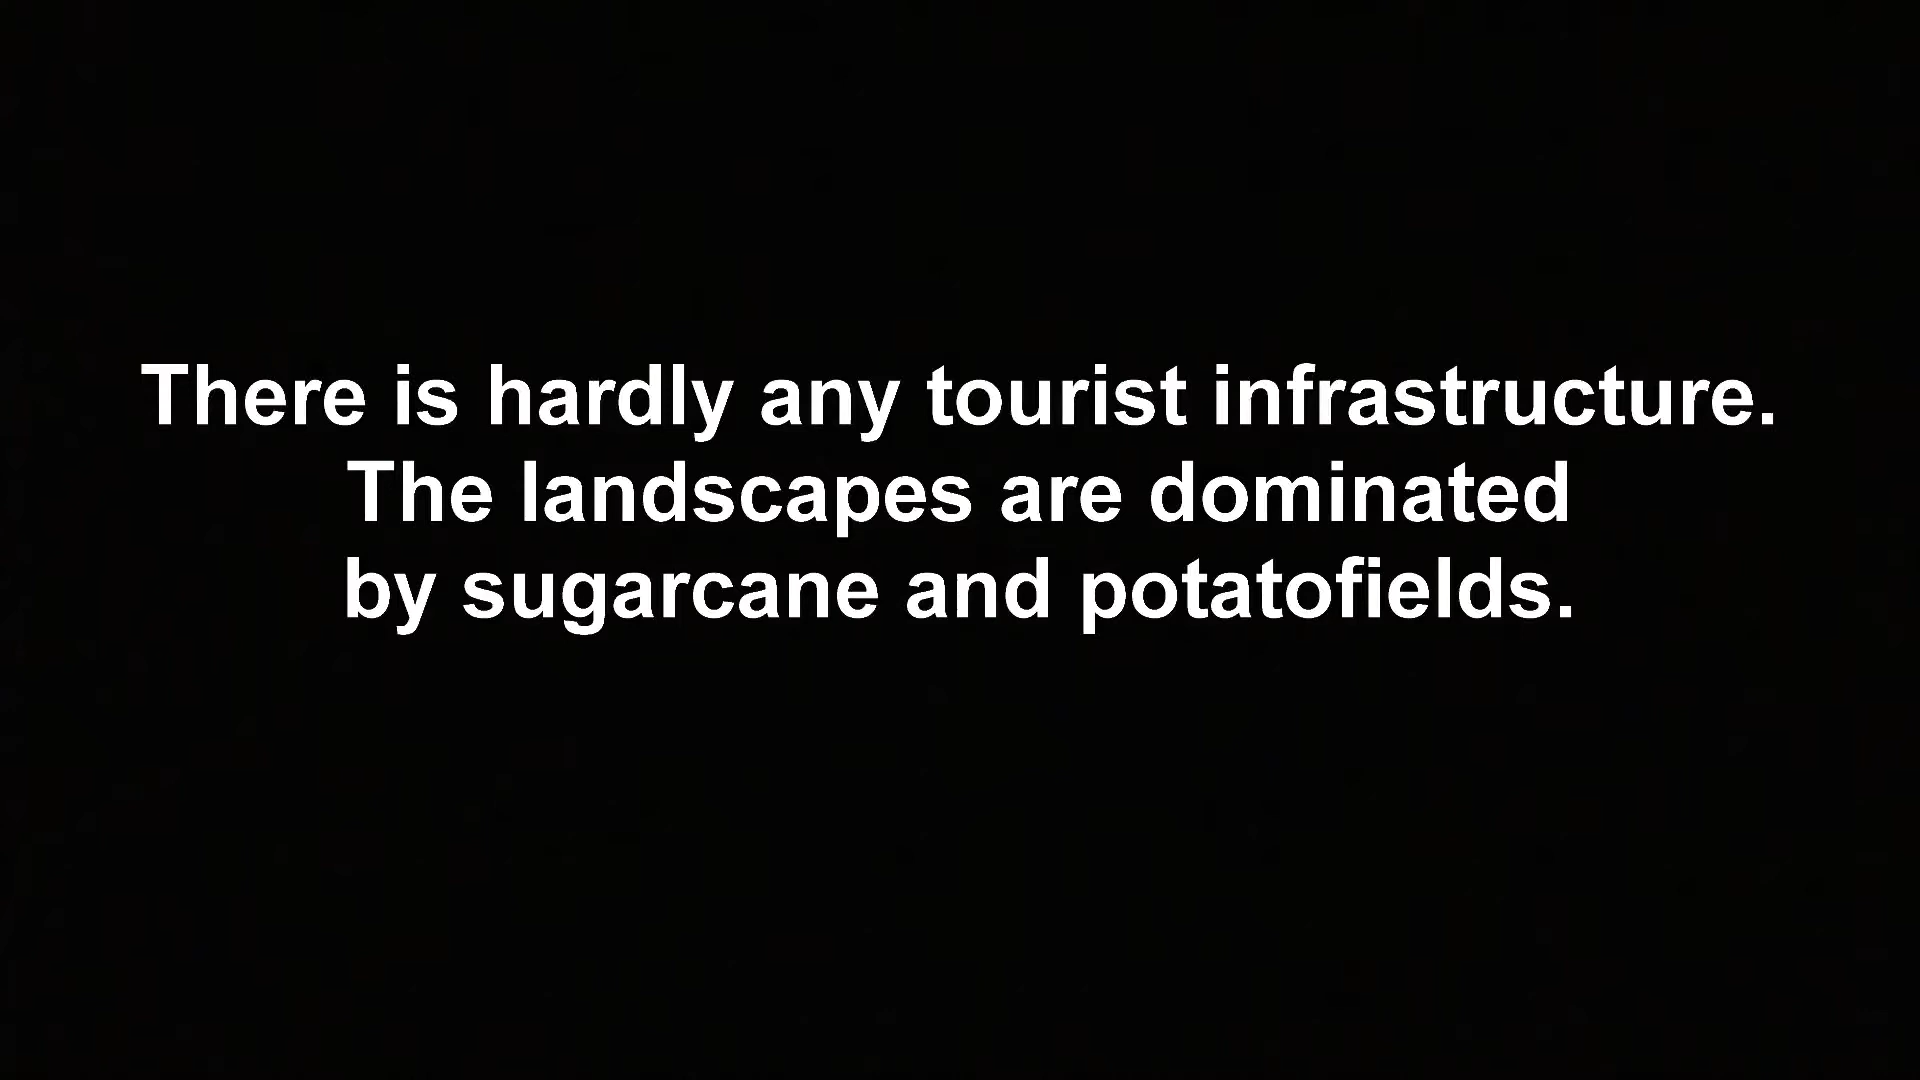 There is hardly any tourist infrastructure.
The landscapes are dominated
by sugarcane and potatofields.